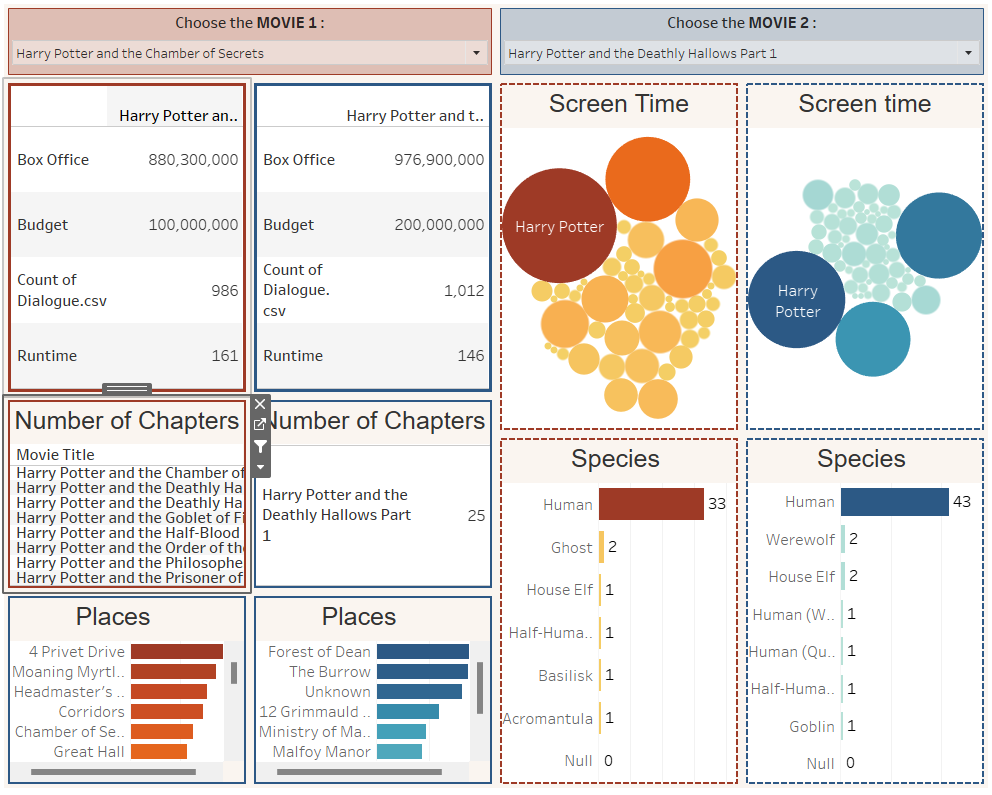 Choose the MOVIE 1 :
Harry Potter and the Chamber of Secrets
Choose the MOVIE 2 :
Harry Potter and the Deathly Hallows Part 1
Harry Potter an..
Box Office 880,300,000
Budget 100,000,000
Count of
Dialogue.csv 986
Runtime 161
Harry Potter and t..
Box Office 976,900,000
Budget 200,000,000
Count of
Dialogue.
csv 1,012
Runtime 146
Screen Time
Harry Potter
Screen time
Harry
Potter
Number of Chapters
Movie Title
Harry Potter and the Chamber of
Harry Potter and the Deathly Ha
Harry Potter and the Deathly Ha
Harry Potter and the Goblet of Fi
Harry Potter and the Half-Blood
Harry Potter and the Order of the
Harry Potter and the Philosophe
Harry Potter and the Prisoner of
Number of Chapters
Harry Potter and the
Deathly Hallows Part
1 25
Species
Human 33
Ghost 2
House Elf 1
Half-Huma.. 1
Basilisk 1
Acromantula 1
Null 0
Species
Human 43
Werewolf 2
House Elf 2
Human (W.. 1
Human (Qu.. 1
Half-Huma.. 1
Goblin 1
Null 0
Places
4 Privet Drive
Moaning Myrtl..
Headmaster's ..
Corridors
Chamber of Se..
Great Hall
Places
Forest of Dean
The Burrow
Unknown
12 Grimmauld ..
Ministry of Ma..
Malfoy Manor